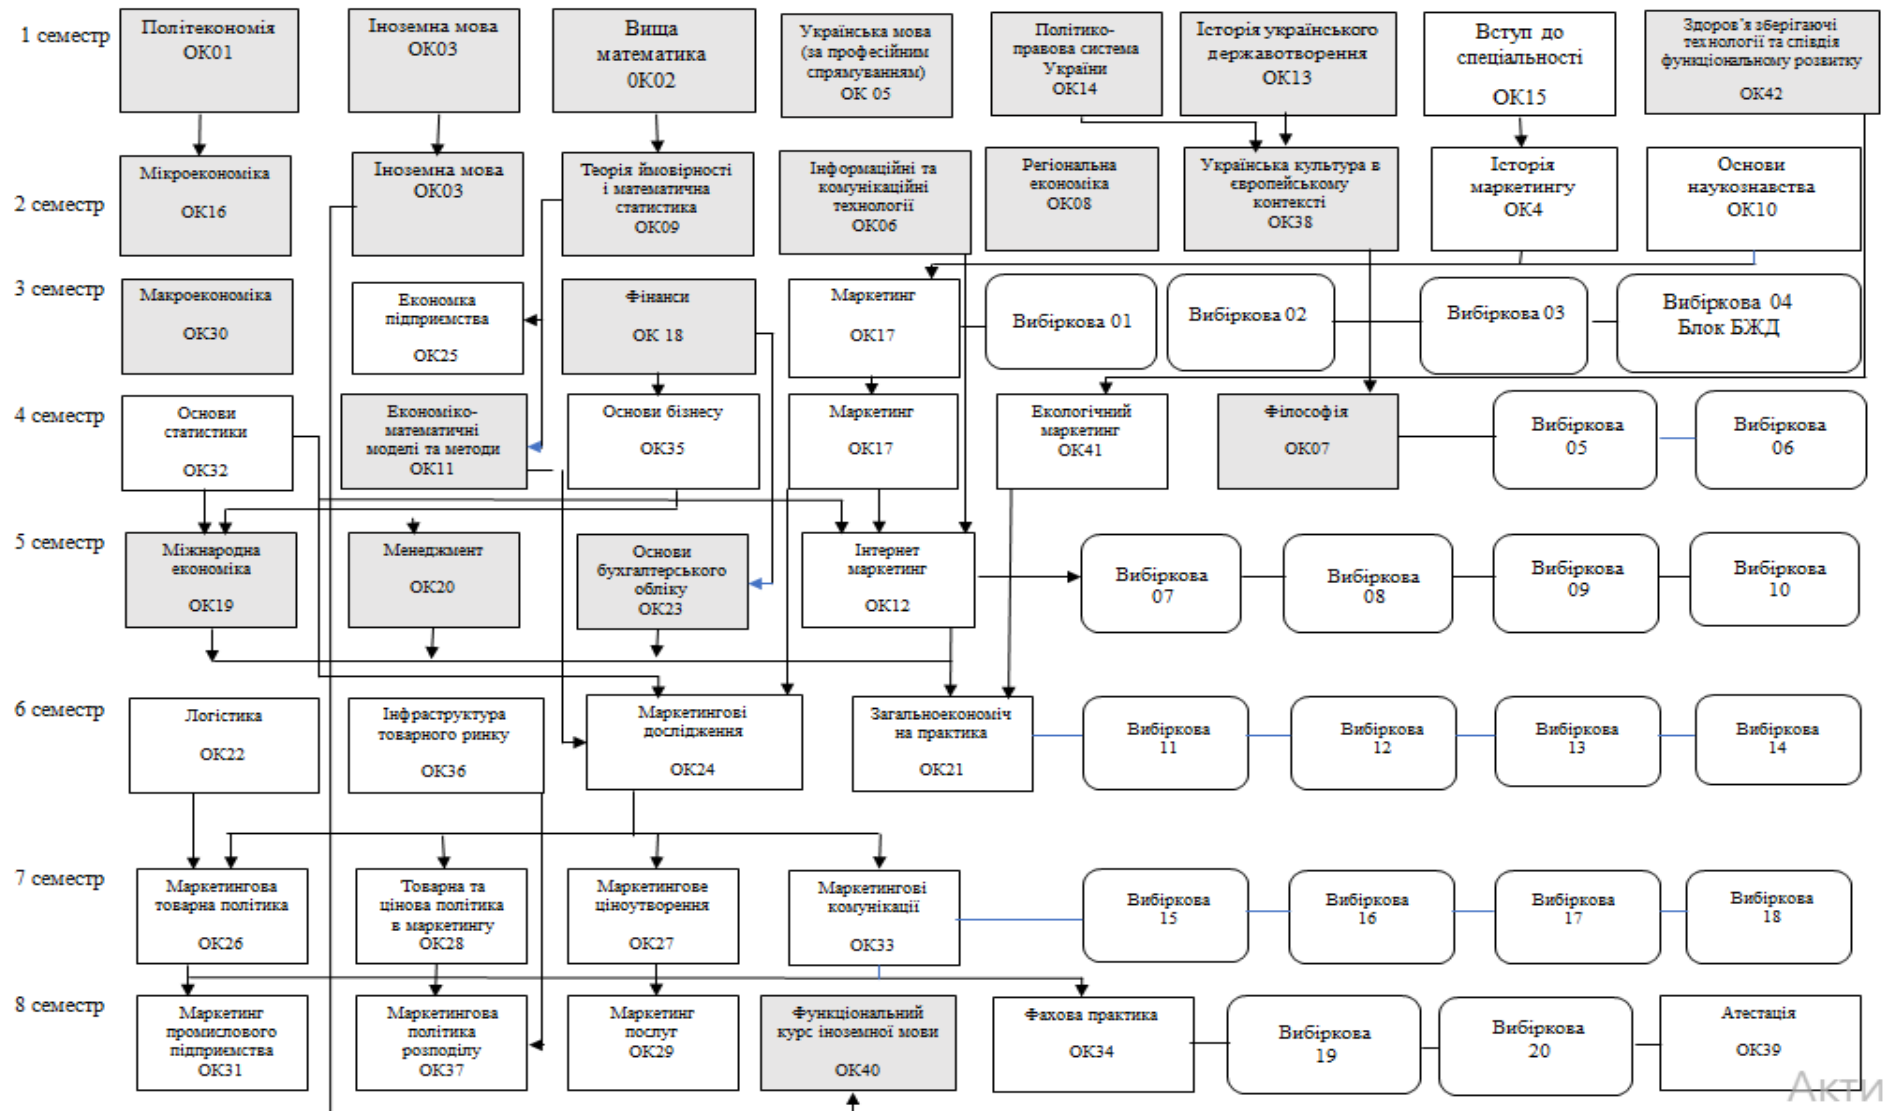 1 семестр
Політекономія
ОК01
Іноземна мова
ОК03
Вища
математика
0К02
Українська мова
(за професійним
спрямуванням)
ОК 05
Політико-
правова система
України
ОК14
Історія українського
державотворення
ОК13
Вступ до
спеціальності
ОК15
Здоров’я зберігаючі
технології та співдія
функціональному розвитку
ОК42
2 семестр
Мікроекономіка
ОК16
Іноземна мова
ОК03
Теорія ймовірності
і математична
статистика
ОК09
Інформаційні та
комунікаційні
технології
ОК06
Регіональна
економіка
ОК08
Українська культура в
європейському
контексті
ОК38
Історія
маркетингу
ОК4
Основи
наукознавства
ОК10
3 семестр
Макроекономіка
ОК30
Економка
підприємства
ОК25
Фінанси
ОК 18
Маркетинг
ОК17
Вибіркова 01
Вибіркова 02
Вибіркова 03
Вибіркова 04
Блок БЖД
4 семестр
Основи
статистики
ОК32
Економіко-
математичні
моделі та методи
ОК11
Основи бізнесу
ОК35
Маркетинг
ОК17
Екологічний
маркетинг
ОК41
Філософія
ОК07
Вибіркова
05
Вибіркова
06
5 семестр
Міжнародна
економіка
ОК19
Менеджмент
ОК20
Основи
бухгалтерського
обліку
ОК23
Інтернет
маркетинг
ОК12
Вибіркова
07
Вибіркова
08
Вибіркова
09
Вибіркова
10
6 семестр
Логістика
ОК22
Інфраструктура
товарного ринку
ОК36
Маркетингові
дослідження
ОК24
Загальноекономіч
на практика
ОК21
Вибіркова
11
Вибіркова
12
Вибіркова
13
Вибіркова
14
7 семестр
Маркетингова
товарна політика
ОК26
Товарна та
цінова політика
в маркетингу
ОК28
Маркетингове
ціноутворення
ОК27
Маркетингові
комунікації
ОК33
Вибіркова
15
Вибіркова
16
Вибіркова
17
Вибіркова
18
8 семестр
Маркетинг
промислового
підприємства
ОК31
Маркетингова
політика
розподілу
ОК37
Маркетинг
послуг
ОК29
Функціональний
курс іноземної мови
ОК40
Фахова практика
ОК34
Вибіркова
19
Вибіркова
20
Атестація
ОК39
Акти